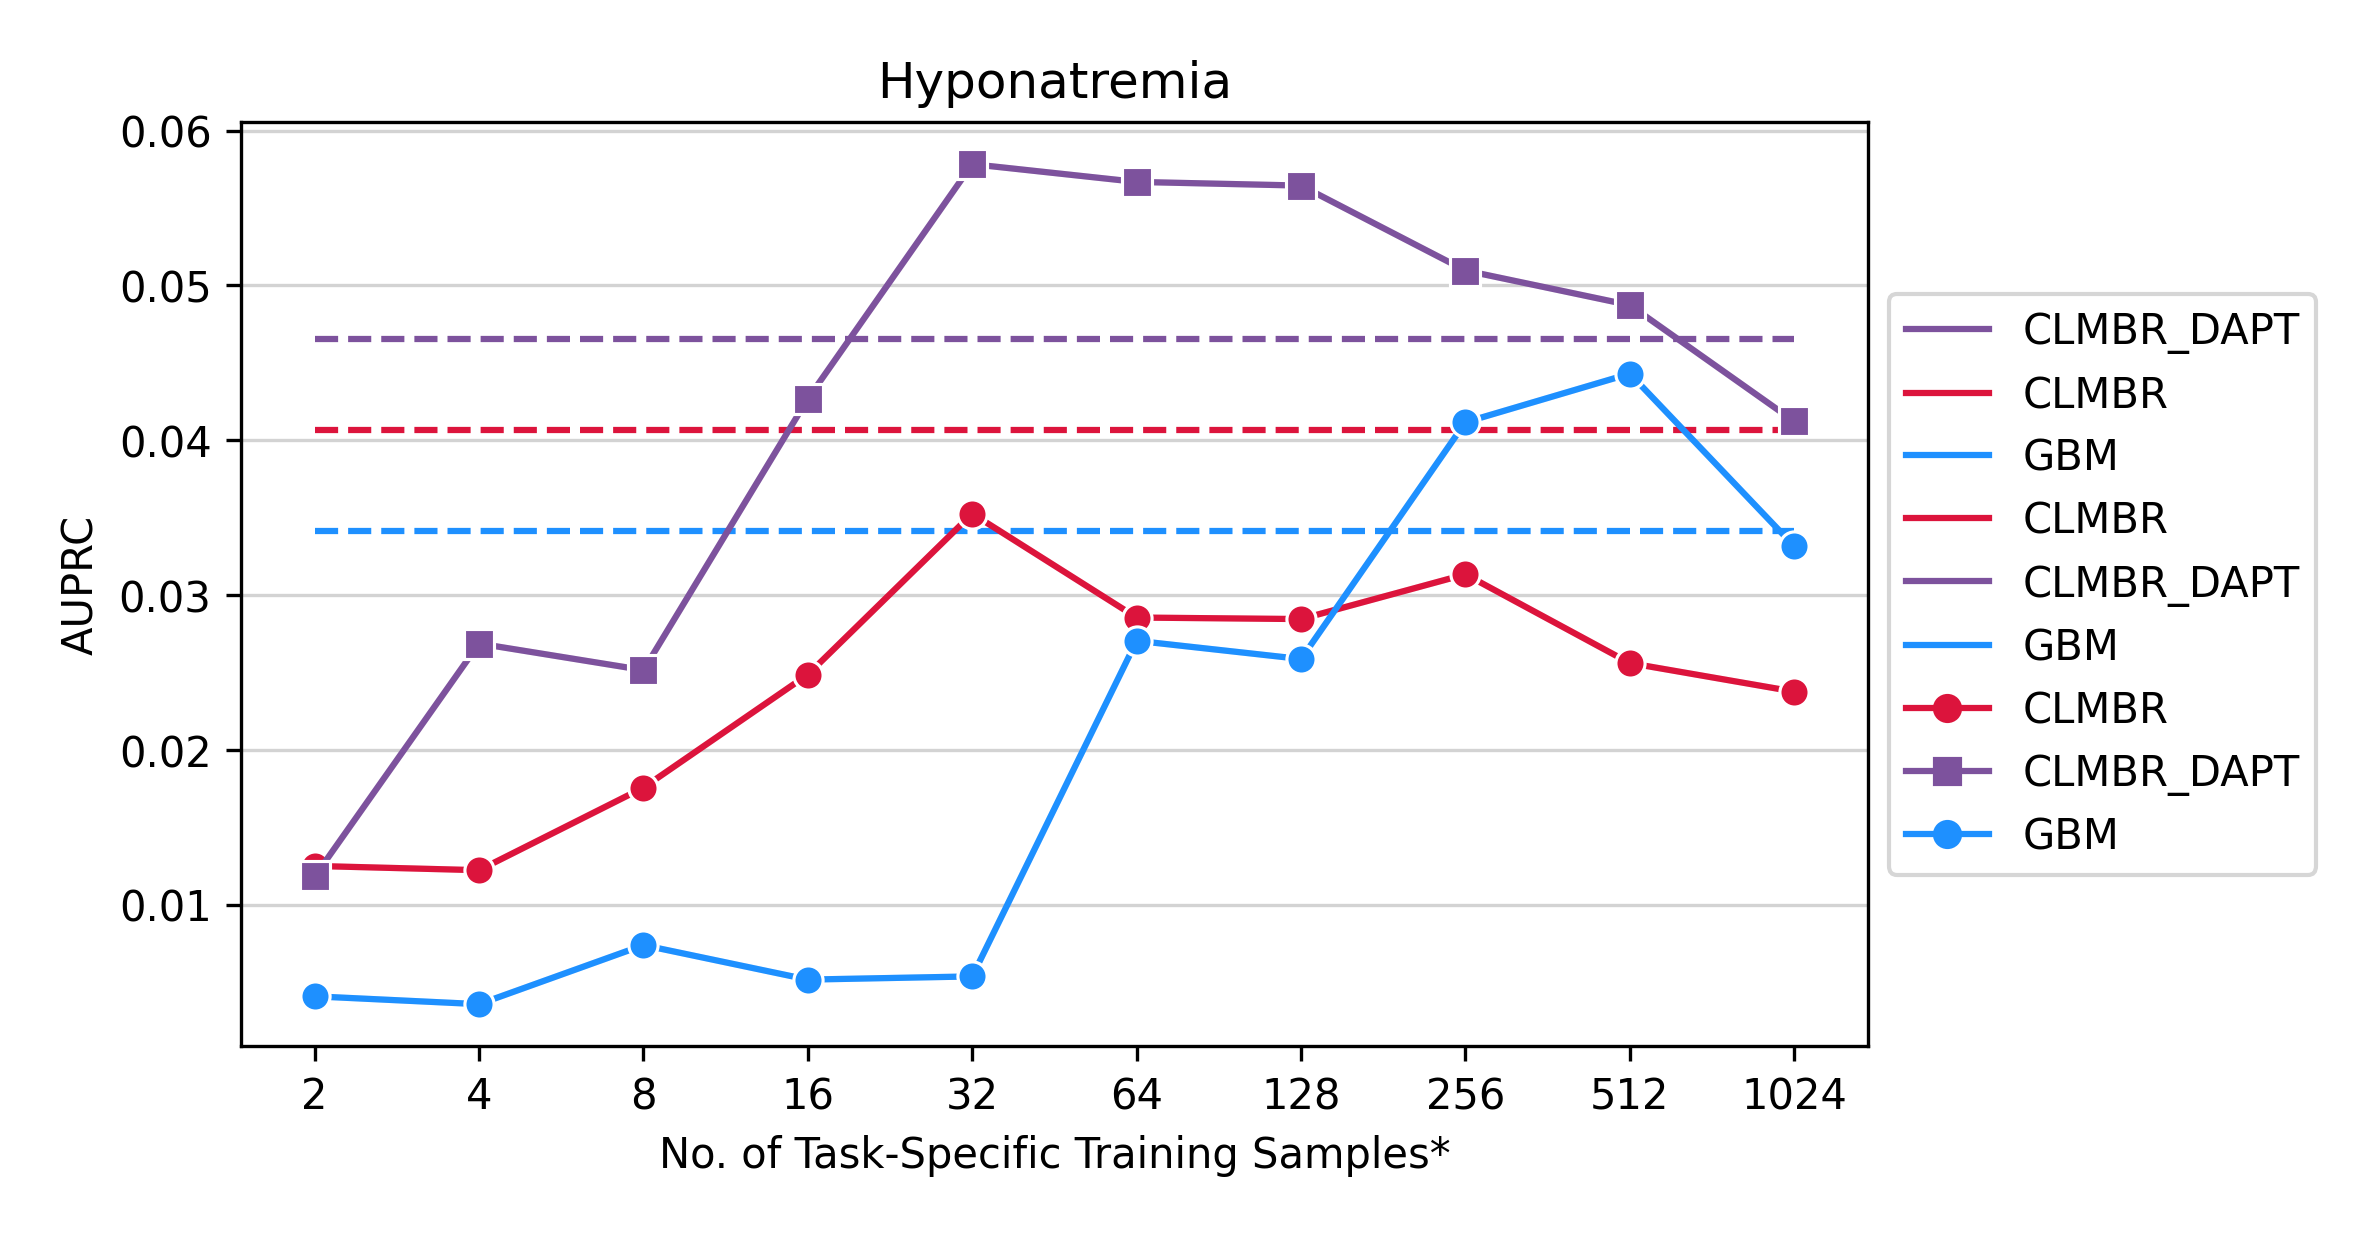 Hyponatremia
0.06
0.05
0.04
0.03
0.02
0.01
AUPRC
2 4 8 16 32 64 128 256 512 1024
No. of Task-Specific Training Samples*
CLMBR_DAPT
CLMBR
GBM
CLMBR
CLMBR_DAPT
GBM
CLMBR
CLMBR_DAPT
GBM